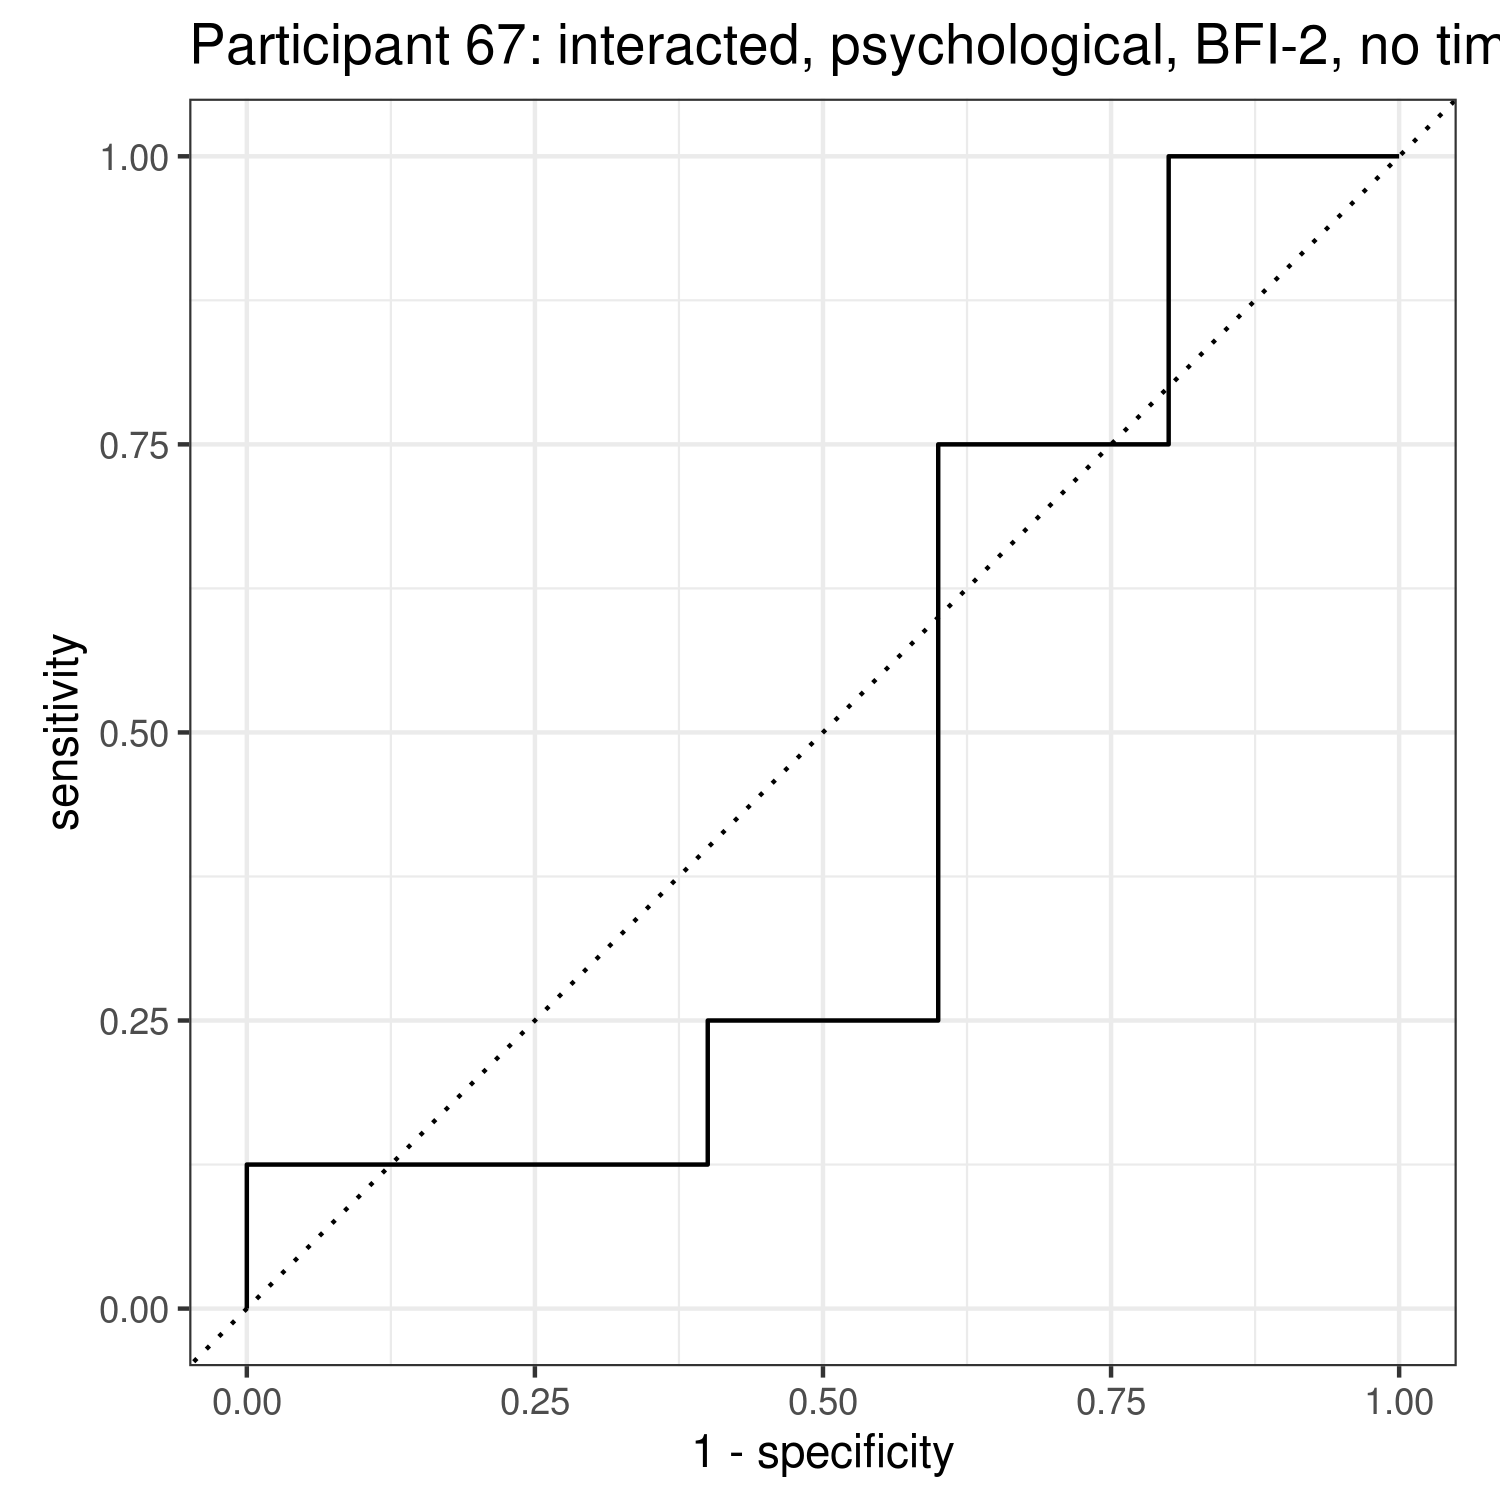 Participant 67: interacted, psychological, BFI-2, no tim
1.00
0.75
0.50
0.25
0.00
sensitivity
0.00 0.25 0.50 0.75 1.00
1 - specificity